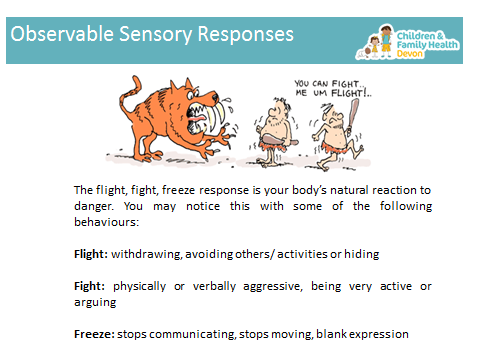 Observable Sensory Responses
Children &
Family Health
Devon
YOU CAN FIGHT..
ME UM FLIGHT!..
The flight, fight, freeze response is your body's natural reaction to
danger. You may notice this with some of the following
behaviours:
Flight: withdrawing, avoiding others/ activities or hiding
Fight: physically or verbally aggressive, being very active or
arguing
Freeze: stops communicating, stops moving, blank expression